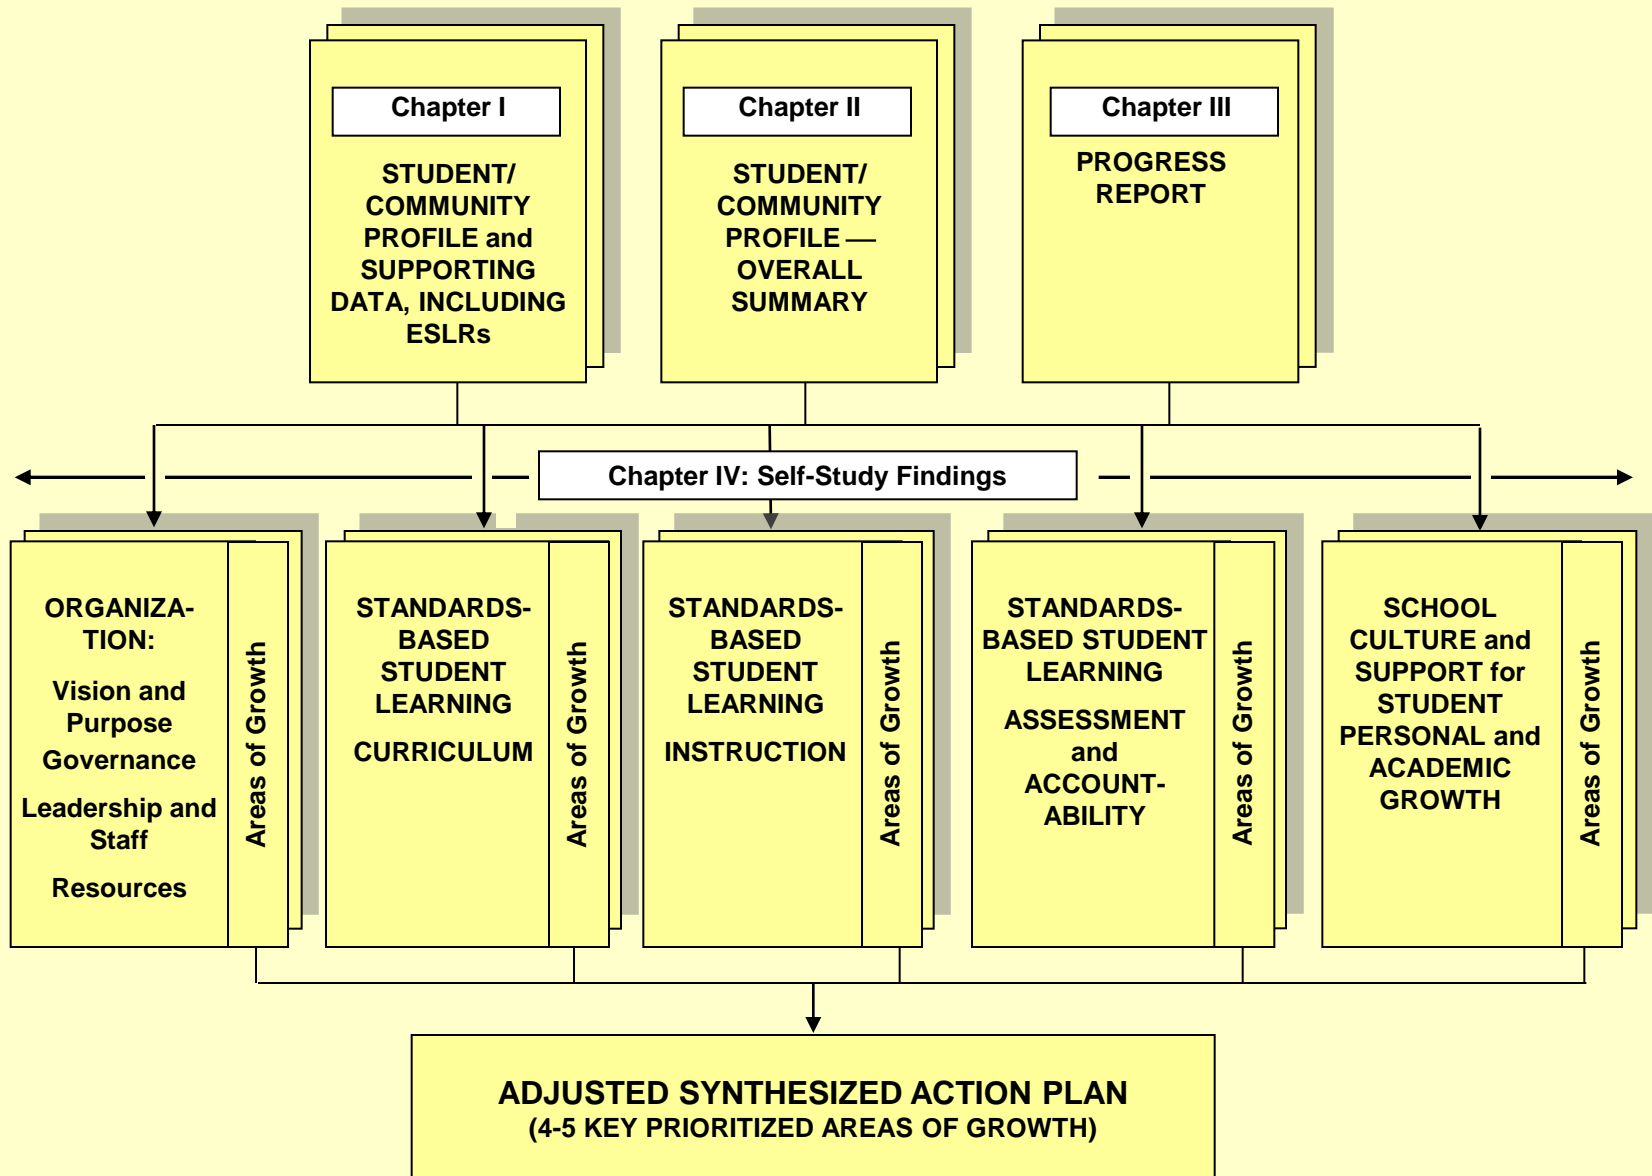 Chapter I
STUDENT/
COMMUNITY
PROFILE and
SUPPORTING
DATA, INCLUDING
ESLRs
Chapter II
STUDENT/
COMMUNITY
PROFILE —
OVERALL
SUMMARY
Chapter III
PROGRESS
REPORT
Chapter IV: Self-Study Findings
ORGANIZA-
TION:
Vision and
Purpose
Governance
Leadership and
Staff
Resources
Areas of Growth
STANDARDS-
BASED
STUDENT
LEARNING
CURRICULUM
Areas of Growth
STANDARDS-
BASED
STUDENT
LEARNING
INSTRUCTION
Areas of Growth
STANDARDS-
BASED STUDENT
LEARNING
ASSESSMENT
and
ACCOUNT-
ABILITY
Areas of Growth
SCHOOL
CULTURE and
SUPPORT for
STUDENT
PERSONAL and
ACADEMIC
GROWTH
Areas of Growth
ADJUSTED SYNTHESIZED ACTION PLAN
(4-5 KEY PRIORITIZED AREAS OF GROWTH)